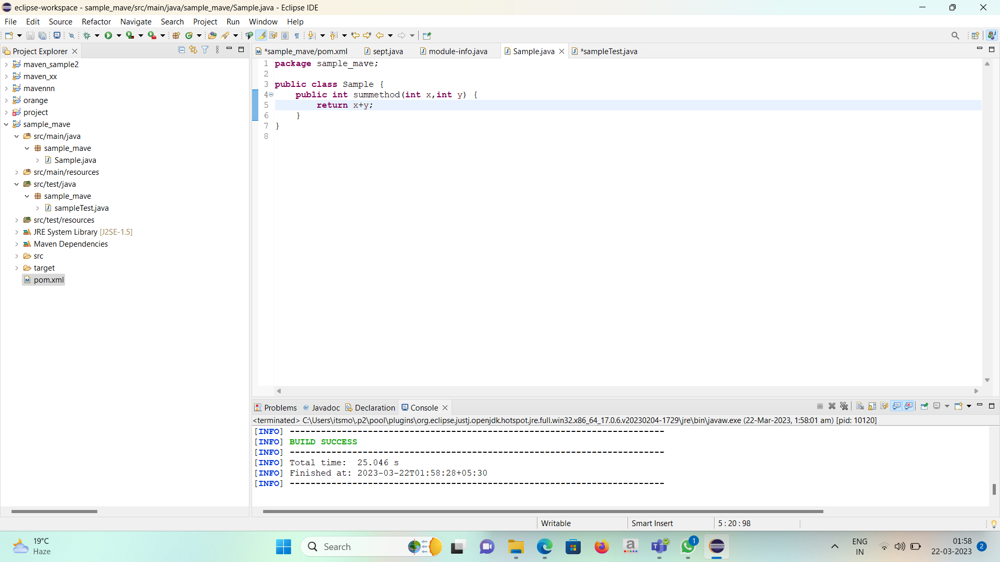 eclipse-workspace - sample_mave/src/main/java/sample_mave/Sample.java - Eclipse IDE
File Edit Source Refactor Navigate Search Project Run Window Help
Project Explorer
maven_sample2
maven_xx
mavennn
orange
project
sample_mave
src/main/java
sample_mave
Sample.java
src/main/resources
src/test/java
sample_mave
sampleTest.java
src/test/resources
JRE System Library [J2SE-1.5]
Maven Dependencies
src
target
pom.xml
*sample_mave/pom.xml sept.java module-info.java Sample.java *sampleTest.java
1 package sample_mave;
2
3 public class Sample {
4 public int summethod(int x,int y) {
5 return x+y;
6 }
7 }
8
Problems Javadoc Declaration Console
<terminated> C:\Users\itsmo\.p2\pool\plugins\org.eclipse.justj.openjdk.hotspot.jre.full.win32.x86_64_17.0.6.v20230204-1729\jre\bin\javaw.exe (22-Mar-2023, 1:58:01 am) [pid: 10120]
[INFO] ------------------------------------------------------------------------
[INFO] BUILD SUCCESS
[INFO] ------------------------------------------------------------------------
[INFO] Total time:  25.046 s
[INFO] Finished at: 2023-03-22T01:58:28+05:30
[INFO] ------------------------------------------------------------------------
Writable Smart Insert 5 : 20 : 98
19°C
Haze
Search
a
1
ENG
IN
01:58
22-03-2023
2